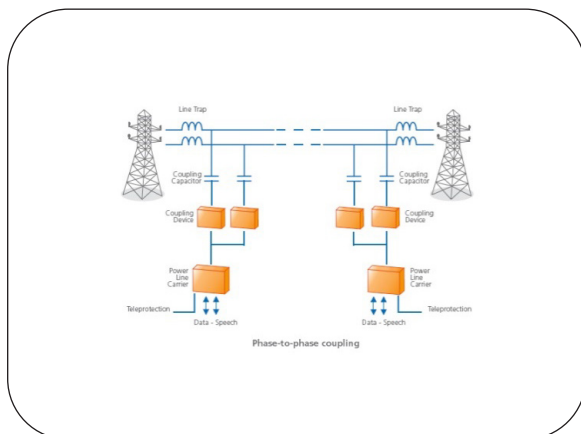 Line Trap
Line Trap
Coupling
Capacitor
Coupling
Capacitor
Coupling
Device
Coupling
Device
Power
Line
Carrier
Power
Line
Carrier
Teleprotection
Teleprotection
Data - Speech
Data - Speech
Phase-to-phase coupling